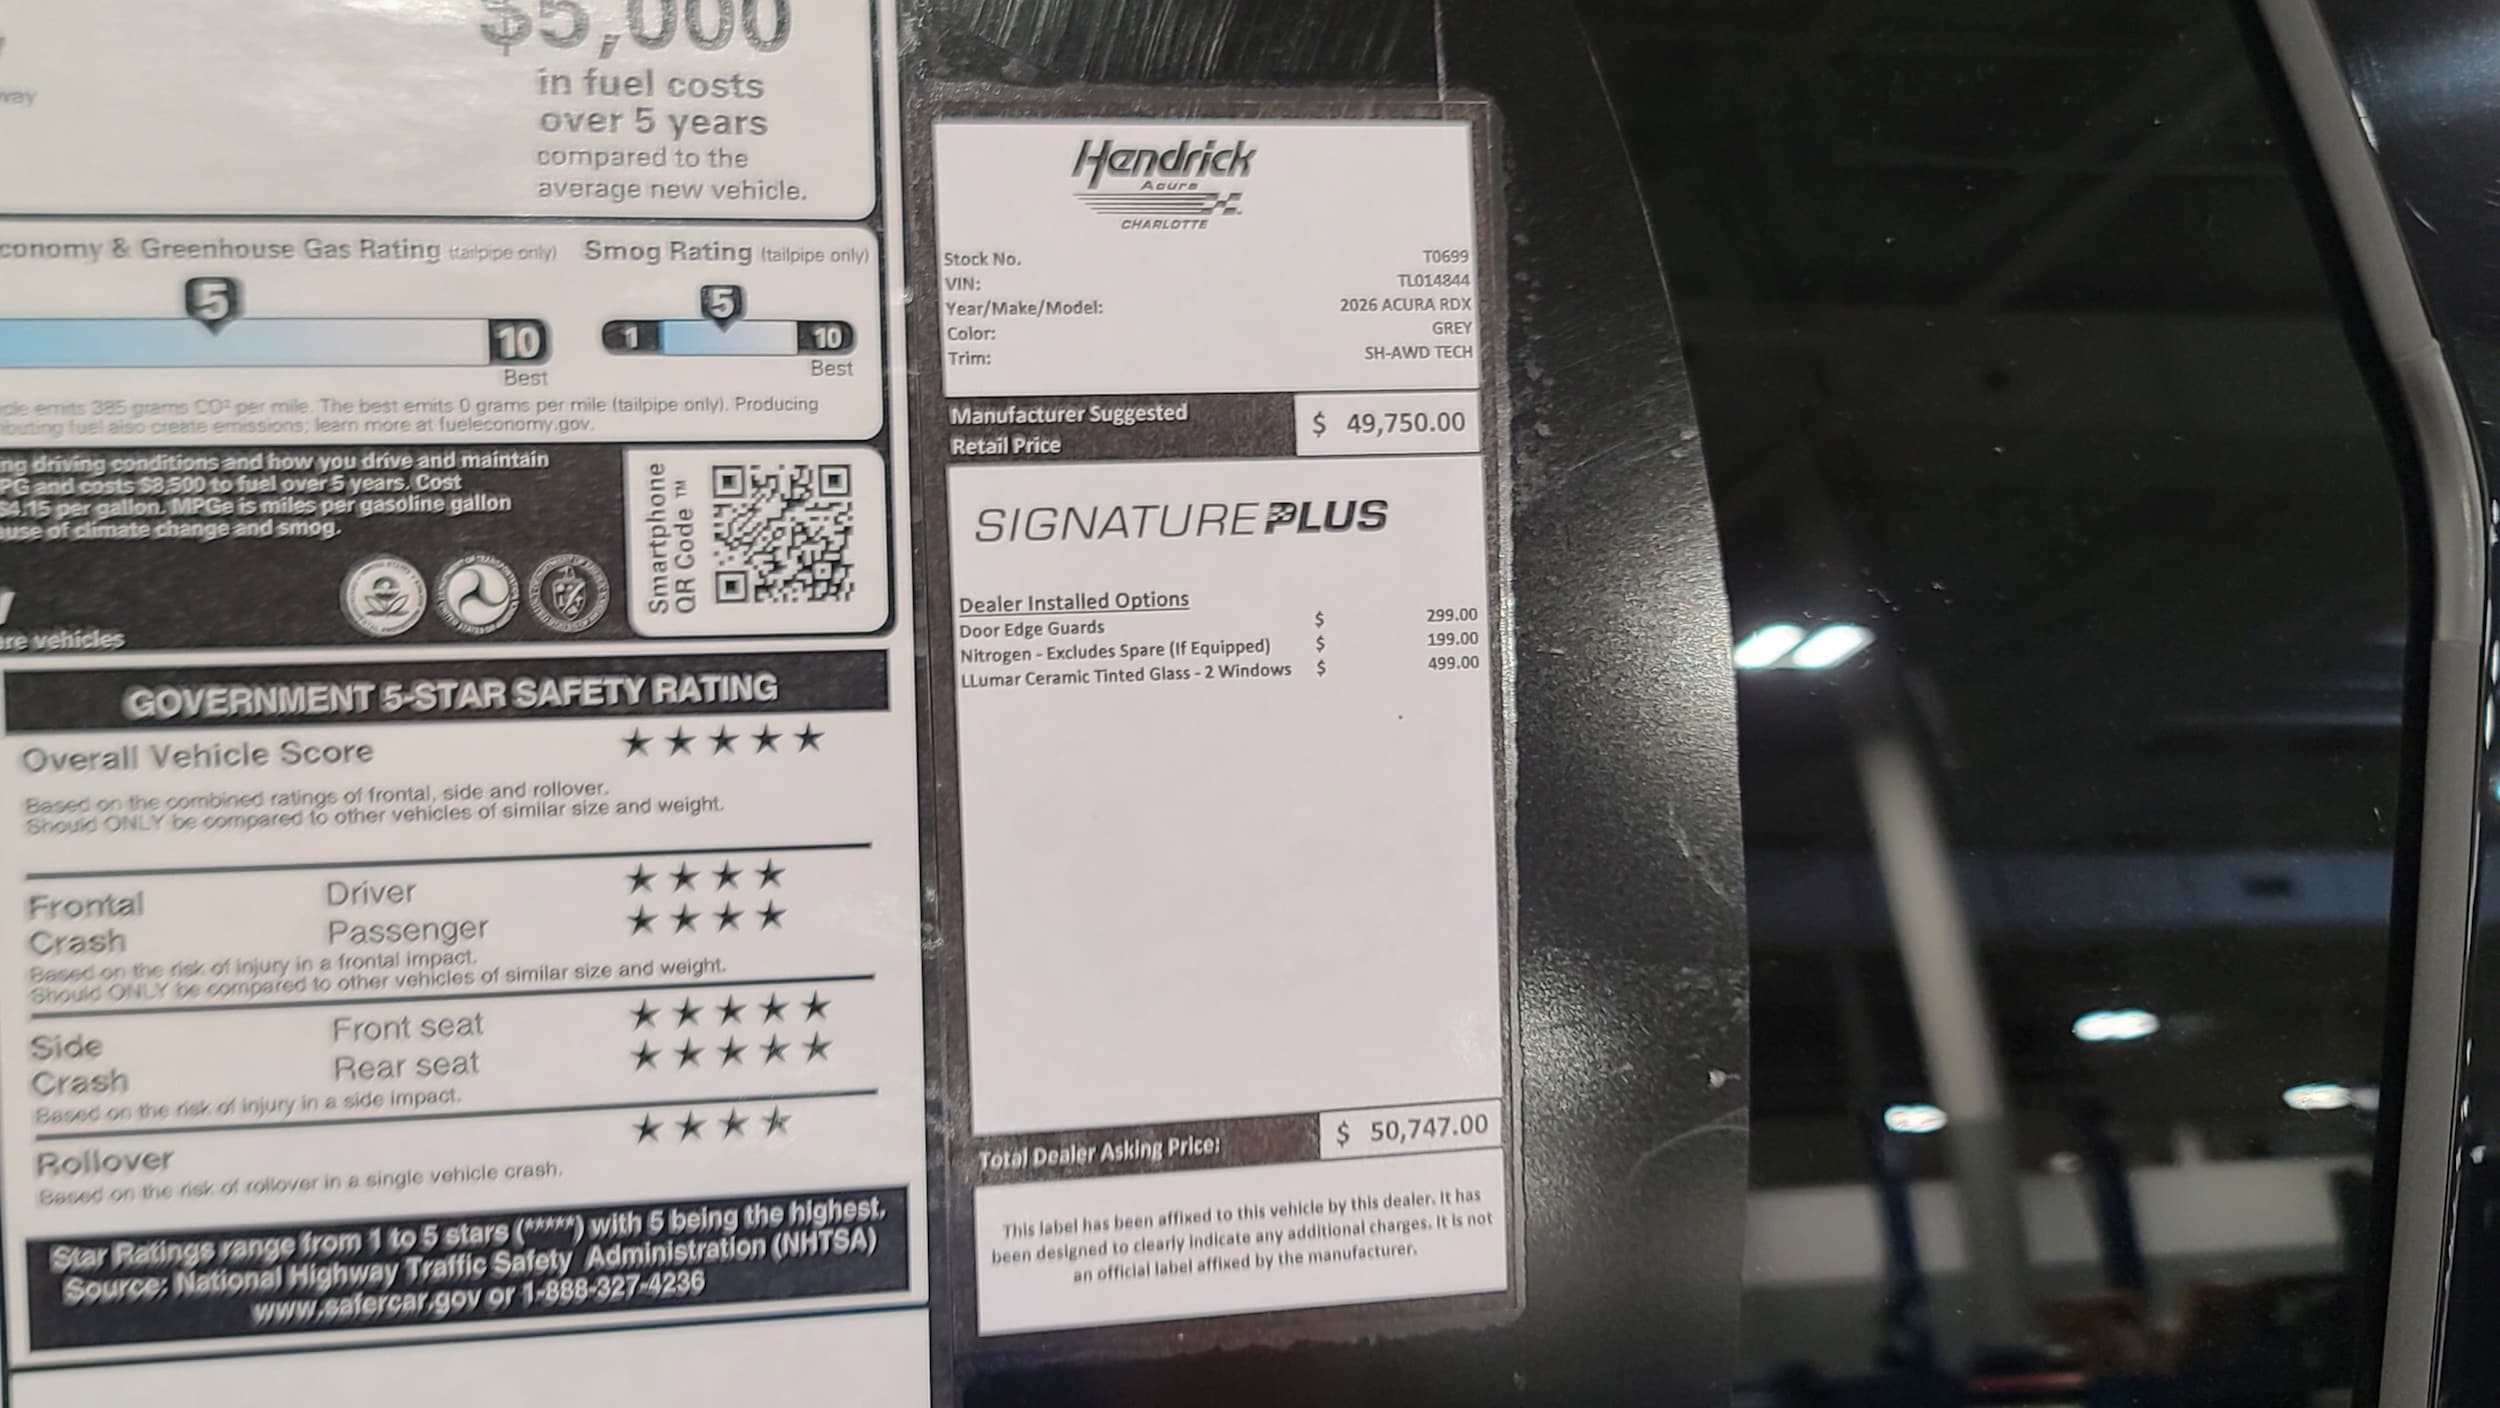 $5,000
in fuel costs
over 5 years
compared to the
average new vehicle.
way
conomy & Greenhouse Gas Rating (tailpipe only)
5
10
Best
Smog Rating (tailpipe only)
5
1
10
Best
cle emits 385 grams CO² per mile. The best emits 0 grams per mile (tailpipe only). Producing
ibuting fuel also create emissions; learn more at fueleconomy.gov.
ng driving conditions and how you drive and maintain
PG and costs $8,500 to fuel over 5 years. Cost
$4.15 per gallon. MPGe is miles per gasoline gallon
use of climate change and smog.
Smartphone
QR Code ™
re vehicles
GOVERNMENT 5-STAR SAFETY RATING
Overall Vehicle Score ★★★★★
Based on the combined ratings of frontal, side and rollover.
Should ONLY be compared to other vehicles of similar size and weight.
Frontal Driver ★★★★
Crash Passenger ★★★★
Based on the risk of injury in a frontal impact.
Should ONLY be compared to other vehicles of similar size and weight.
Side Front seat ★★★★★
Crash Rear seat ★★★★★
Based on the risk of injury in a side impact.
Rollover ★★★★
Based on the risk of rollover in a single vehicle crash.
Star Ratings range from 1 to 5 stars (*****) with 5 being the highest,
Source: National Highway Traffic Safety Administration (NHTSA)
www.safercar.gov or 1-888-327-4236
Hendrick
Acura
CHARLOTTE
Stock No. T0699
VIN: TL014844
Year/Make/Model: 2026 ACURA RDX
Color: GREY
Trim: SH-AWD TECH
Manufacturer Suggested
Retail Price $ 49,750.00
SIGNATURE PLUS
Dealer Installed Options
Door Edge Guards $ 299.00
Nitrogen - Excludes Spare (If Equipped) $ 199.00
LLumar Ceramic Tinted Glass - 2 Windows $ 499.00
Total Dealer Asking Price: $ 50,747.00
This label has been affixed to this vehicle by this dealer. It has
been designed to clearly indicate any additional charges. It is not
an official label affixed by the manufacturer.